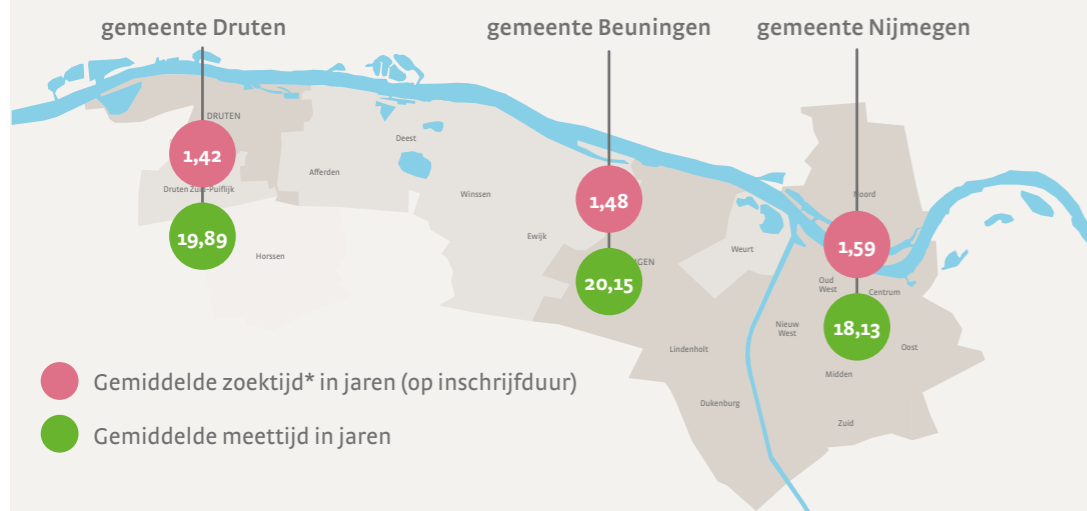 gemeente Druten
gemeente Beuningen
gemeente Nijmegen
DRUTEN
Deest
1,42
Afferden
Druten Zuid-Puiflijk
Winssen
1,48
Noord
19,89
Ewijk
Weurt
1,59
Horssen
20,15
Oud
West
Centrum
Nieuw
West
18,13
Lindenholt
Oost
Midden
Dukenburg
Zuid
Gemiddelde zoektijd* in jaren (op inschrijfduur)
Gemiddelde meettijd in jaren